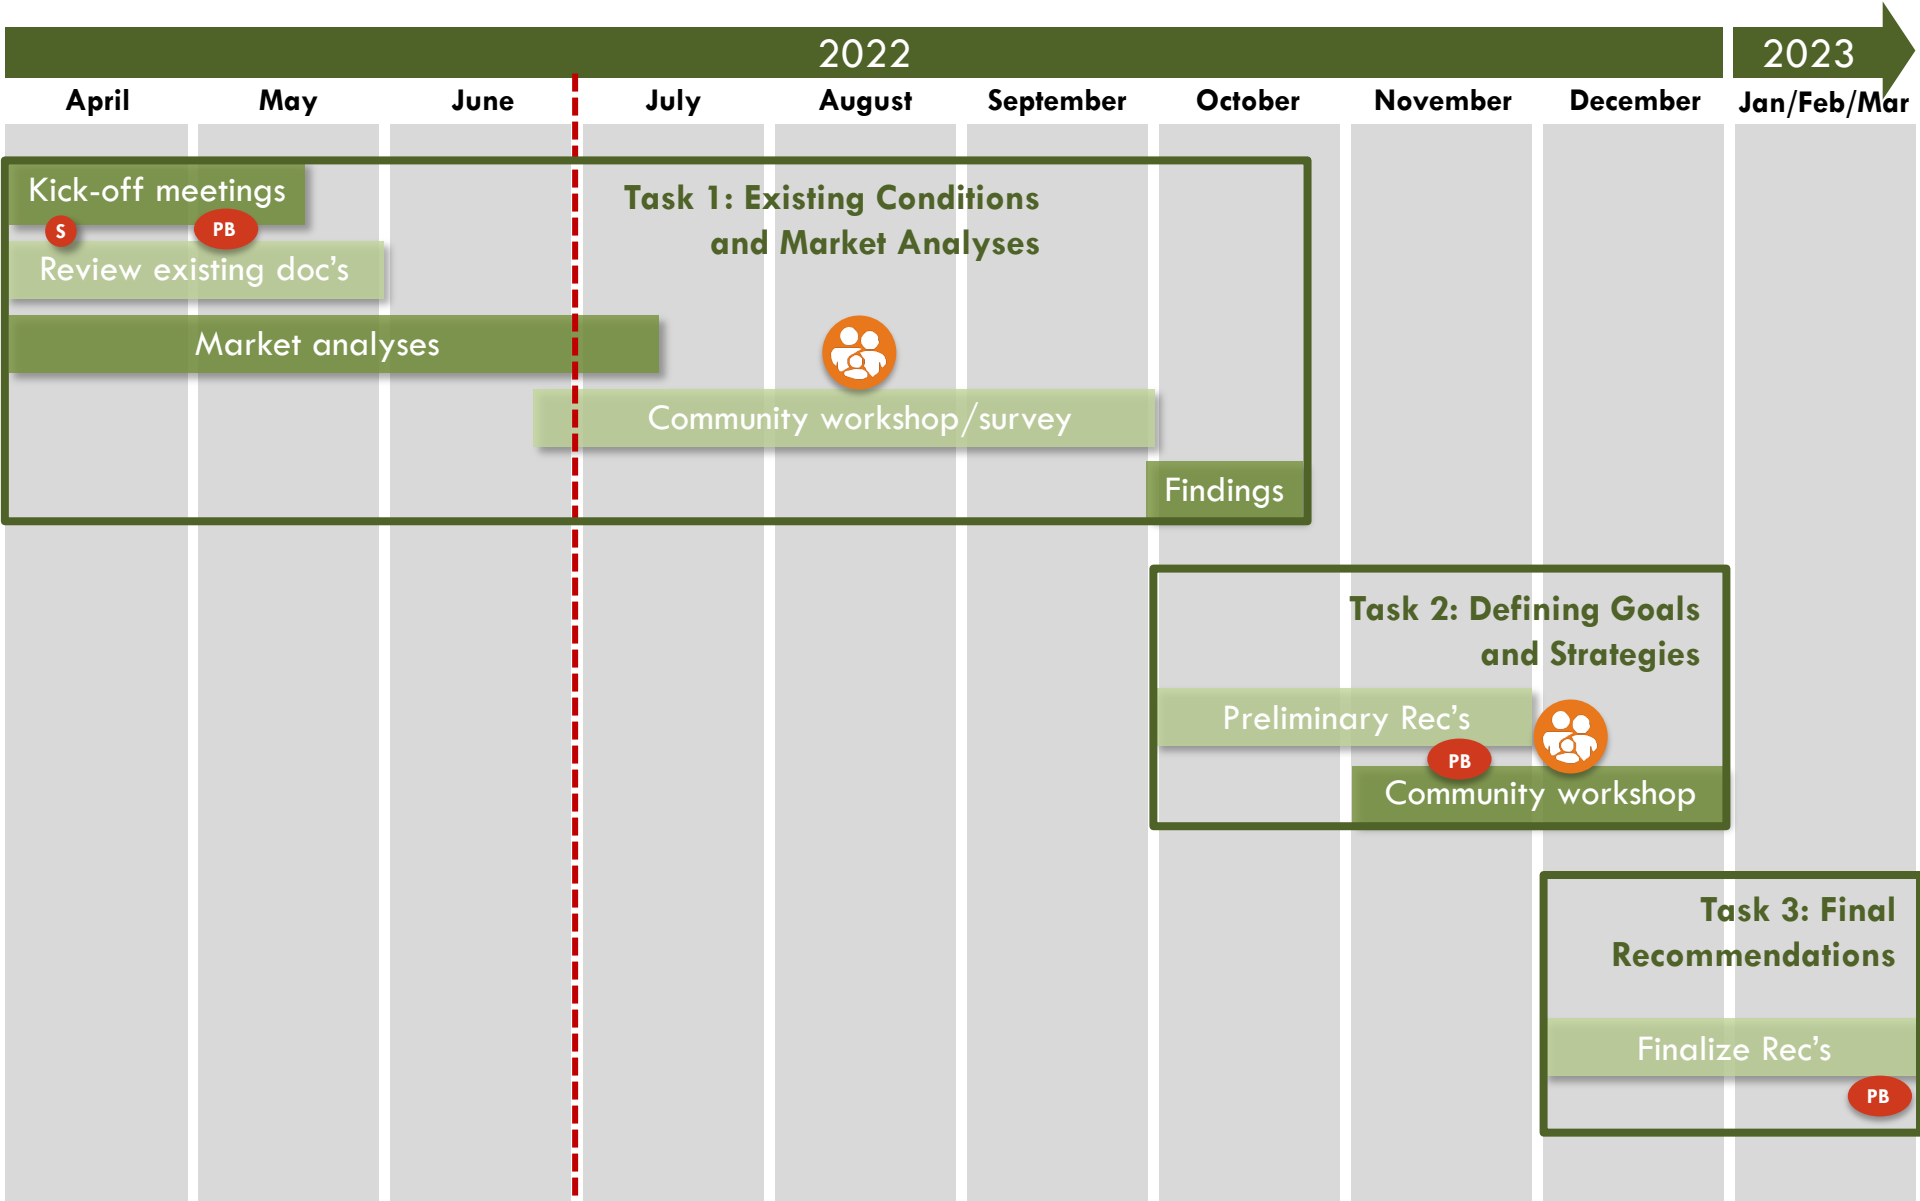 2022
2023
April
May
June
July
August
September
October
November
December
Jan/Feb/Mar
Kick-off meetings
S
PB
Review existing doc's
Task 1: Existing Conditions
and Market Analyses
Market analyses
Community workshop/survey
Findings
Task 2: Defining Goals
and Strategies
Preliminary Rec's
PB
Community workshop
Task 3: Final
Recommendations
Finalize Rec's
PB